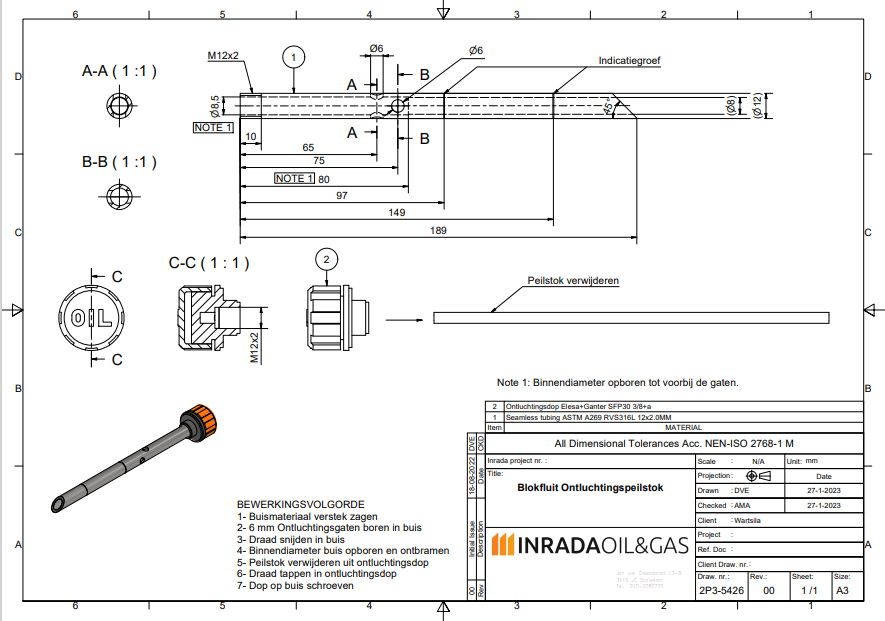 6 5 4 3 2 1
D
C
B
A
D
C
B
A
A-A ( 1 :1 )
B-B ( 1 :1 )
M12x2
1
Ø6
A
B
Ø6
Indicatiegroef
Ø8,5
45°
(Ø8)
(Ø12)
NOTE 1
10
A
B
65
75
NOTE 1 80
97
149
189
C-C ( 1 : 1 )
2
C
OIL
C
M12x2
Peilstok verwijderen
Note 1: Binnendiameter opboren tot voorbij de gaten.
BEWERKINGSVOLGORDE
1- Buismateriaal verstek zagen
2- 6 mm Ontluchtingsgaten boren in buis
3- Draad snijden in buis
4- Binnendiameter buis opboren en ontbramen
5- Peilstok verwijderen uit ontluchtingsdop
6- Draad tappen in ontluchtingsdop
7- Dop op buis schroeven
2 Ontluchtingsdop Elesa+Ganter SFP30 3/8+a
1 Seamless tubing ASTM A269 RVS316L 12x2.0MM
Item MATERIAL
All Dimensional Tolerances Acc. NEN-ISO 2768-1 M
DVE CKD
18-08-2022 Date
Initial Issue Description
00 Rev
Inrada project nr. :
Title:
Blokfluit Ontluchtingspeilstok
INRADAOIL&GAS
Scale : N/A Unit: mm
Projection : Date
Drawn : DVE 27-1-2023
Checked : AMA 27-1-2023
Client : Wartsila
Project :
Ref. Doc :
Client Draw. nr.:
Draw. nr.: Rev.: Sheet: Size:
2P3-5426 00 1 /1 A3
6 5 4 3 2 1